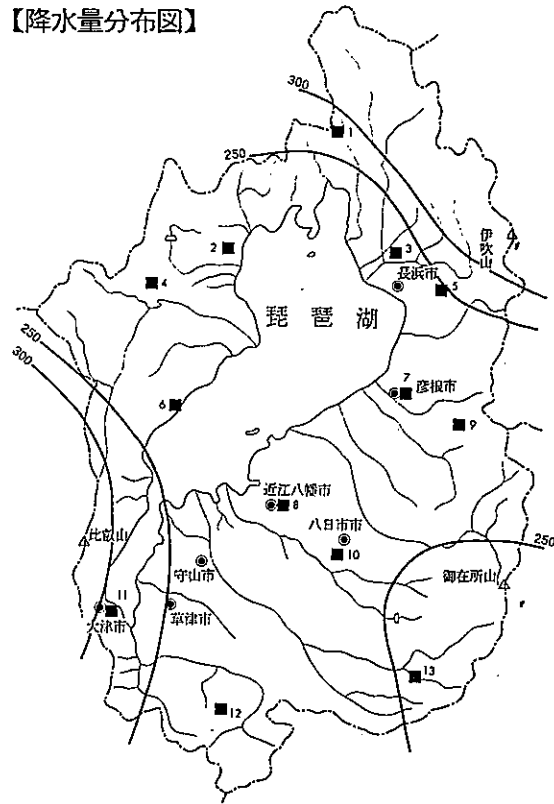 【降水量分布図】
300
250
1
2
3
4
5
伊吹山
長浜市
琵琶湖
250
300
6
7
彦根市
9
近江八幡市
8
八日市市
10
250
比叡山
守山市
御在所山
11
大津市
草津市
13
12